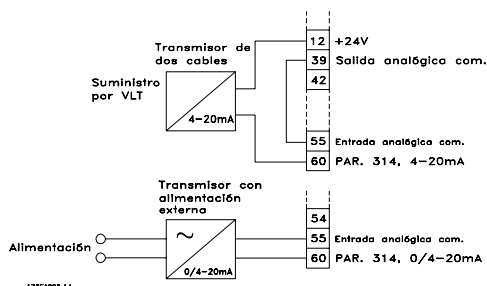 Transmisor de
dos cables
Suministro
por VLT
4-20mA
12 +24V
39 Salida analógica com.
42
55 Entrada analógica com.
60 PAR. 314, 4-20mA
Transmisor con
alimentación
externa
Alimentación
~
0/4-20mA
54
55 Entrada analógica com.
60 PAR. 314, 0/4-20mA